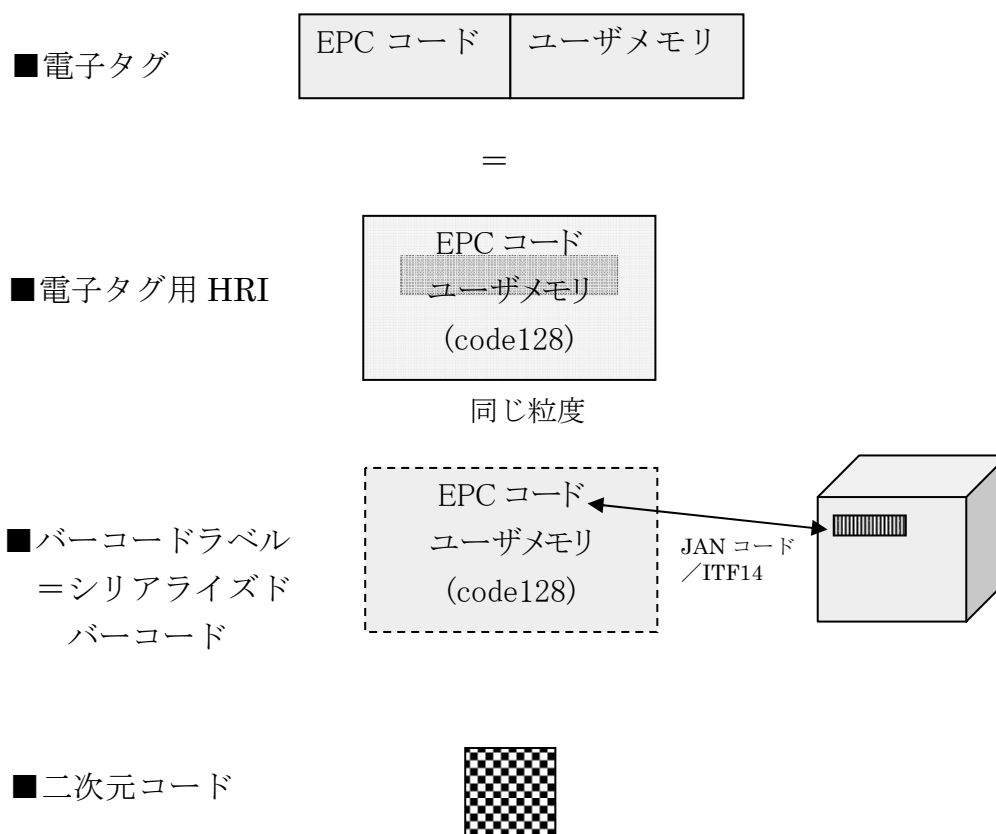 ■電子タグ
EPC コード
ユーザメモリ
＝
■電子タグ用 HRI
EPC コード
ユーザメモリ
(code128)
同じ粒度
■バーコードラベル
＝シリアライズド
バーコード
EPC コード
ユーザメモリ
(code128)
JAN コード
／ITF14
■二次元コード